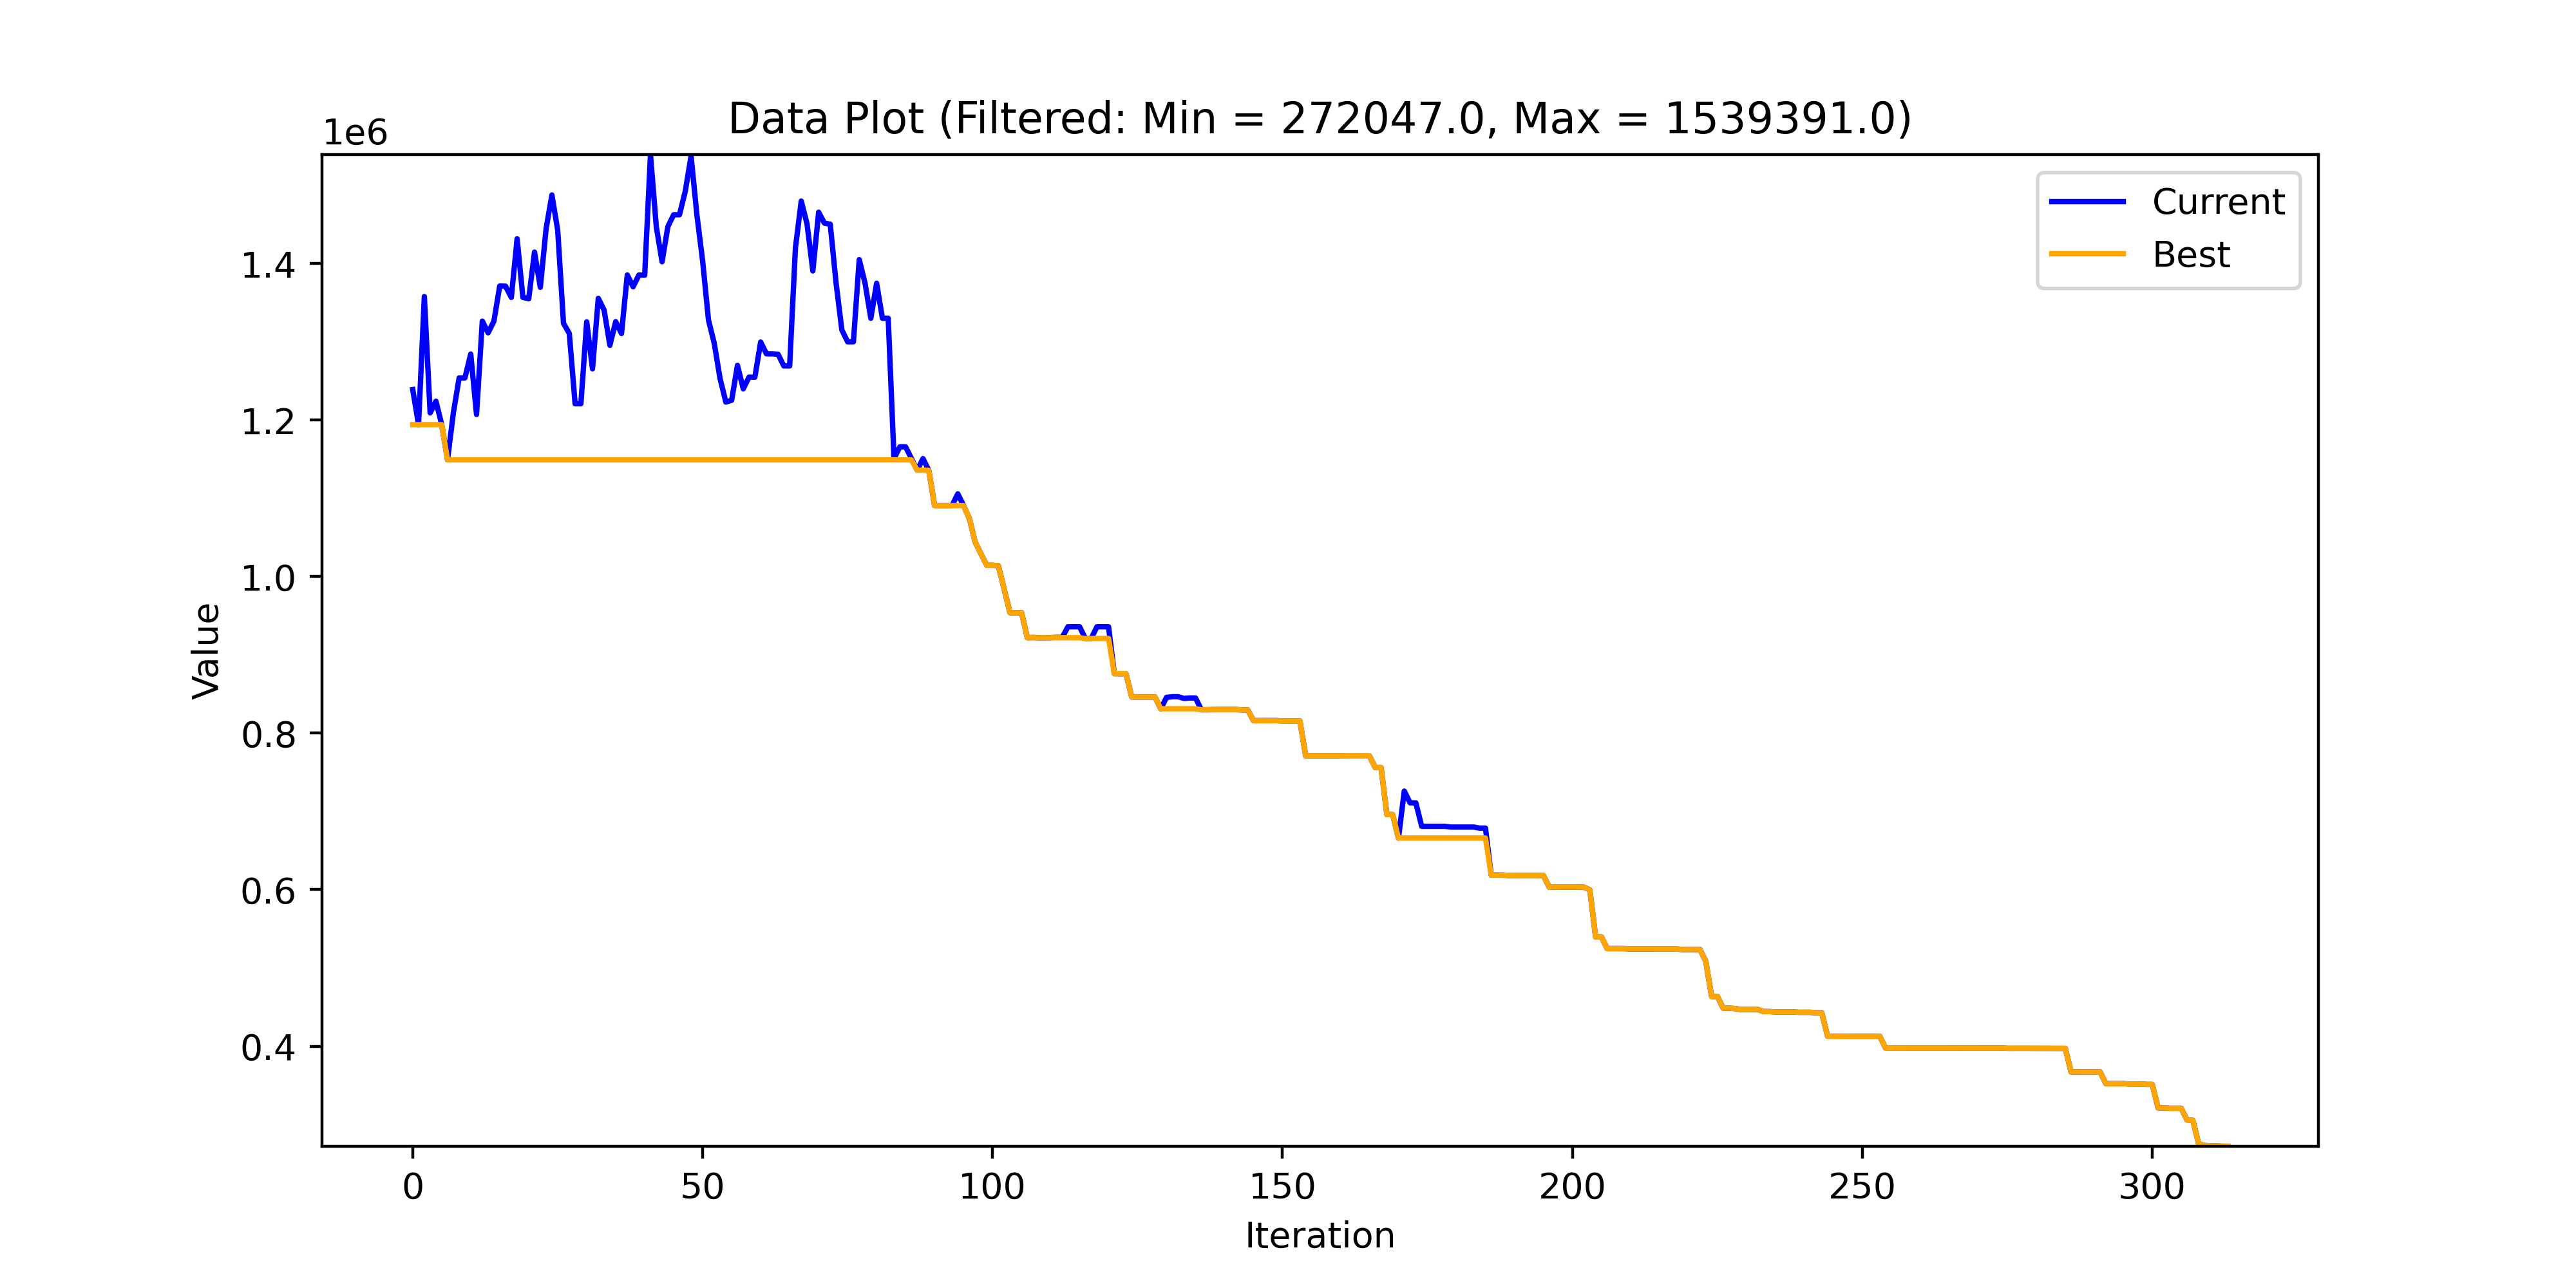 Data Plot (Filtered: Min = 272047.0, Max = 1539391.0)
1e6
Current
Best
1.4
1.2
1.0
0.8
0.6
0.4
Value
0 50 100 150 200 250 300
Iteration